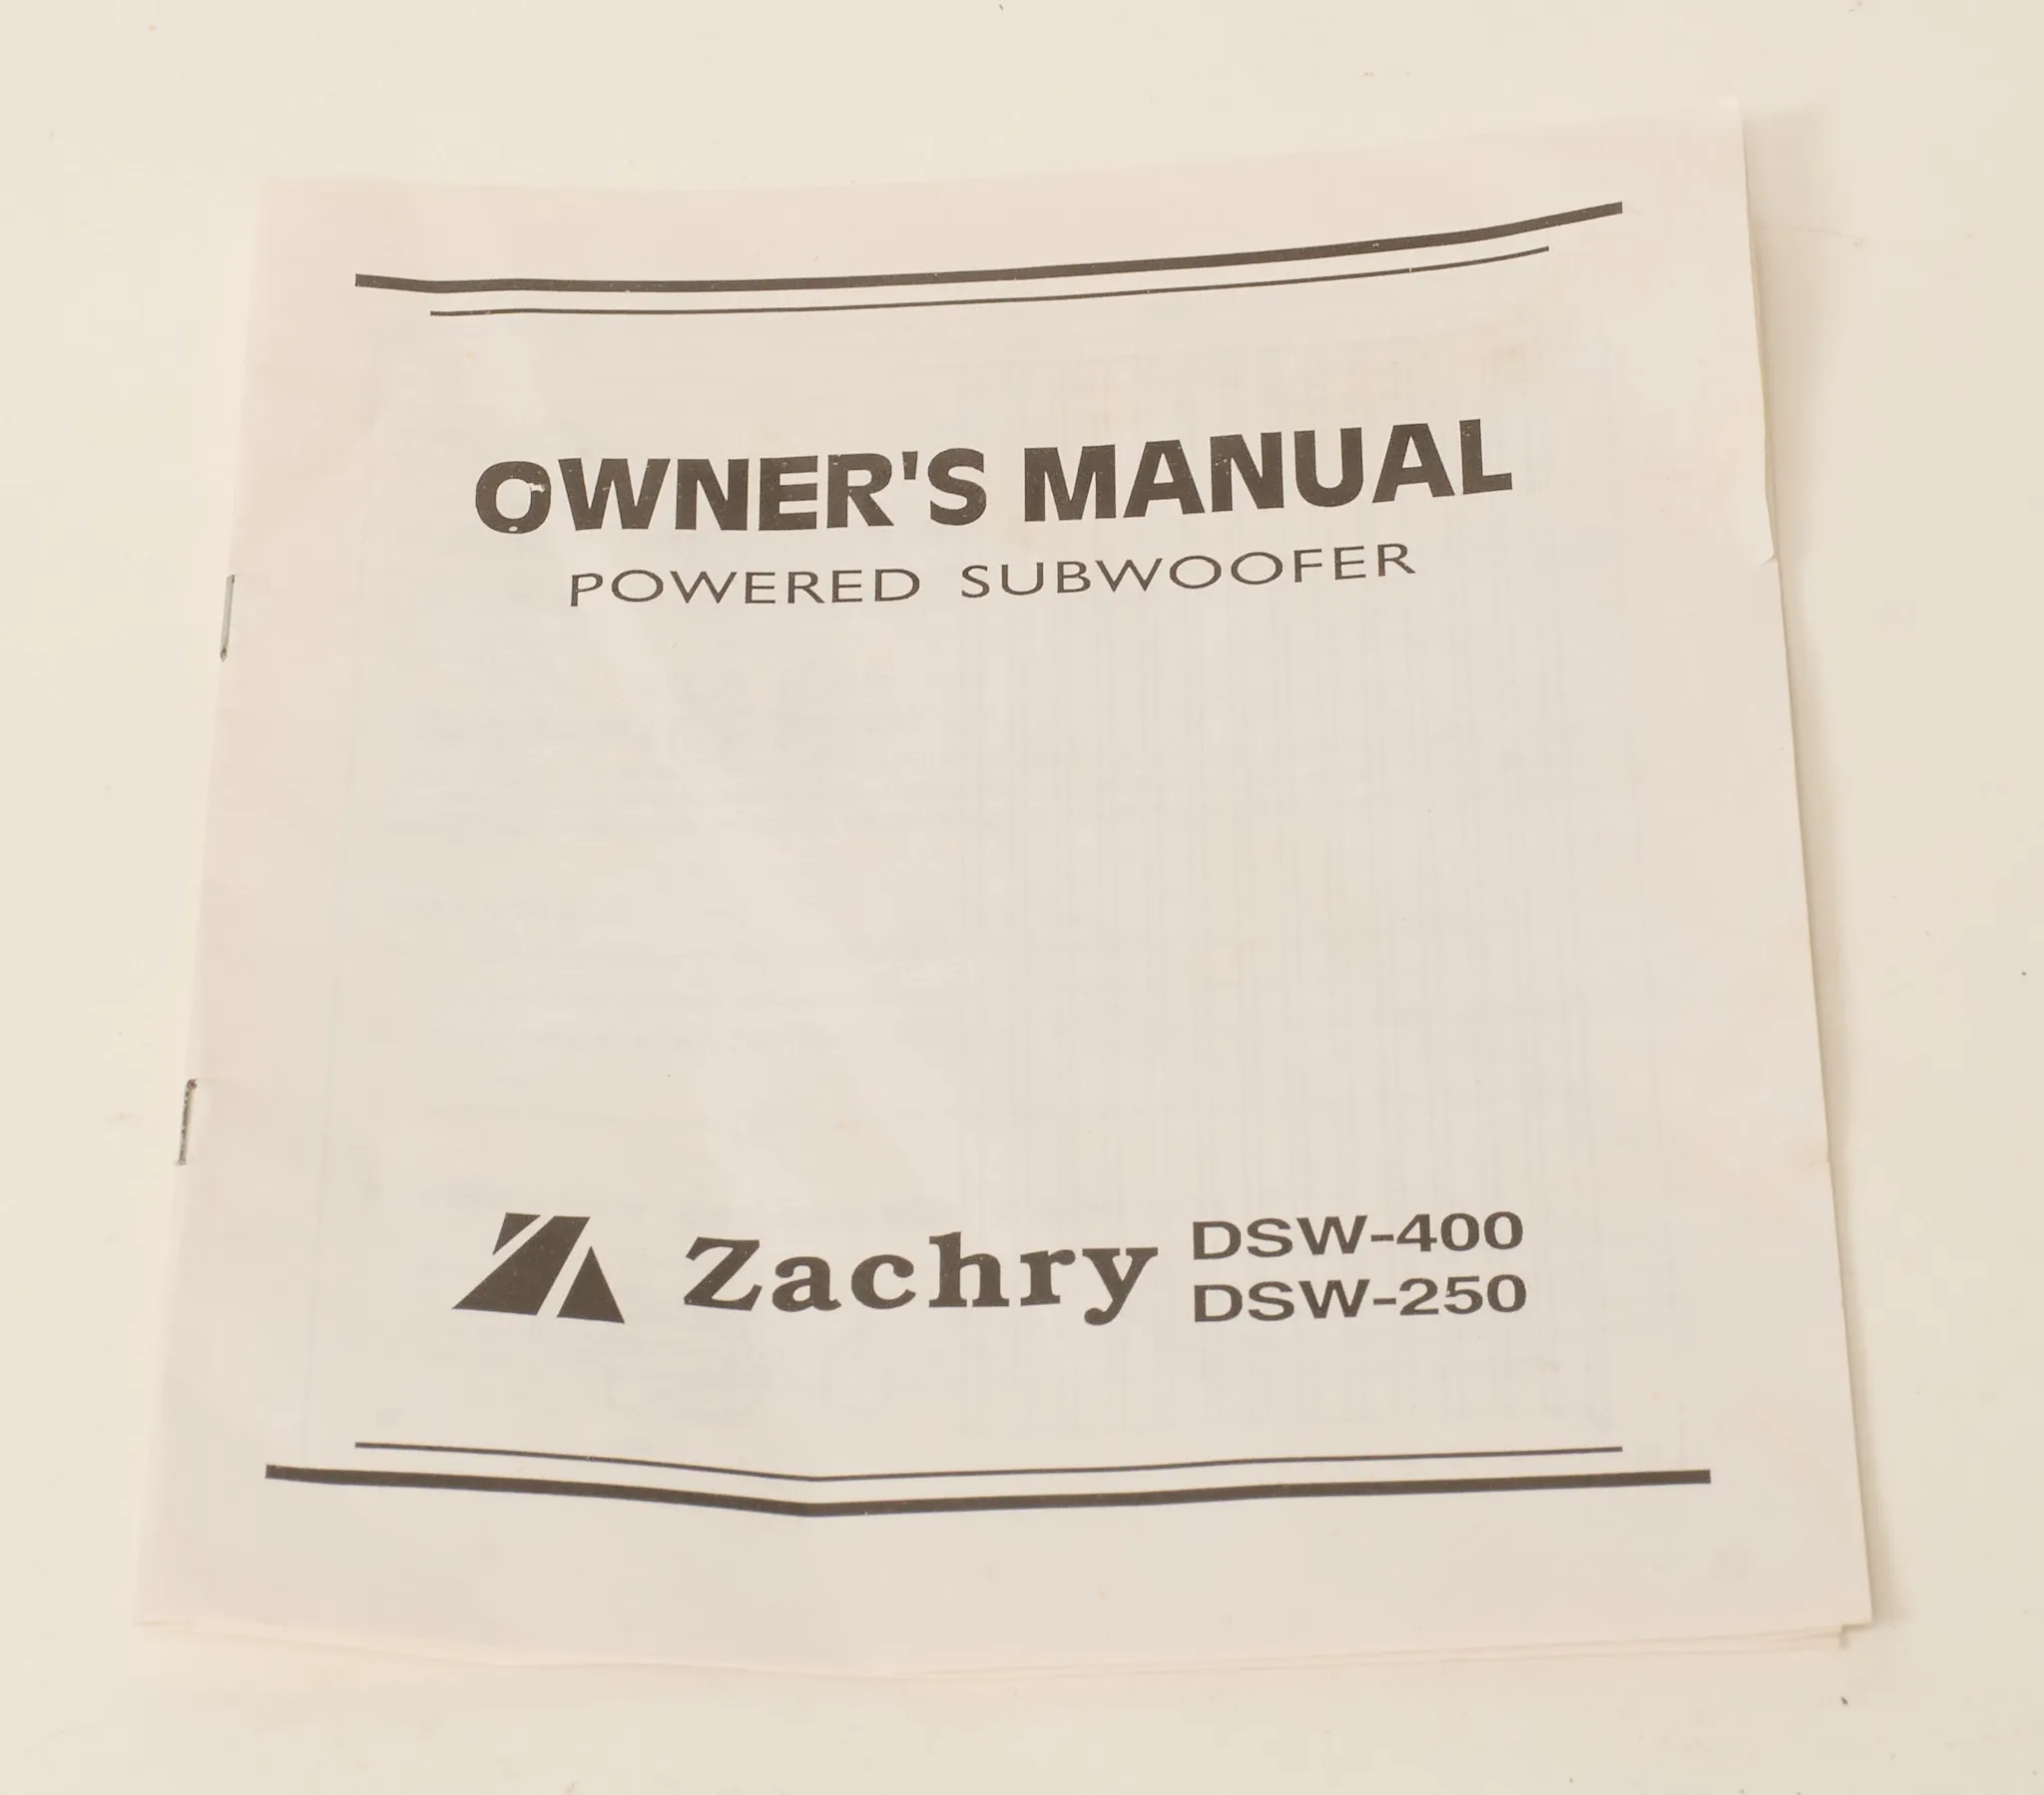 OWNER'S MANUAL
POWERED SUBWOOFER
Zachry DSW-400
DSW-250